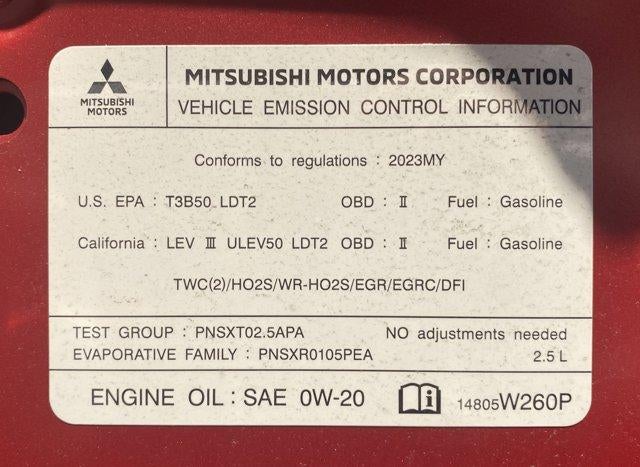 MITSUBISHI
MOTORS
MITSUBISHI MOTORS CORPORATION
VEHICLE EMISSION CONTROL INFORMATION
Conforms to regulations : 2023MY
U.S. EPA : T3B50 LDT2 OBD : Ⅱ Fuel : Gasoline
California : LEV Ⅲ ULEV50 LDT2 OBD : Ⅱ Fuel : Gasoline
TWC(2)/HO2S/WR-HO2S/EGR/EGRC/DFI
TEST GROUP : PNSXT02.5APA NO adjustments needed
EVAPORATIVE FAMILY : PNSXR0105PEA 2.5 L
ENGINE OIL : SAE 0W-20 14805W260P